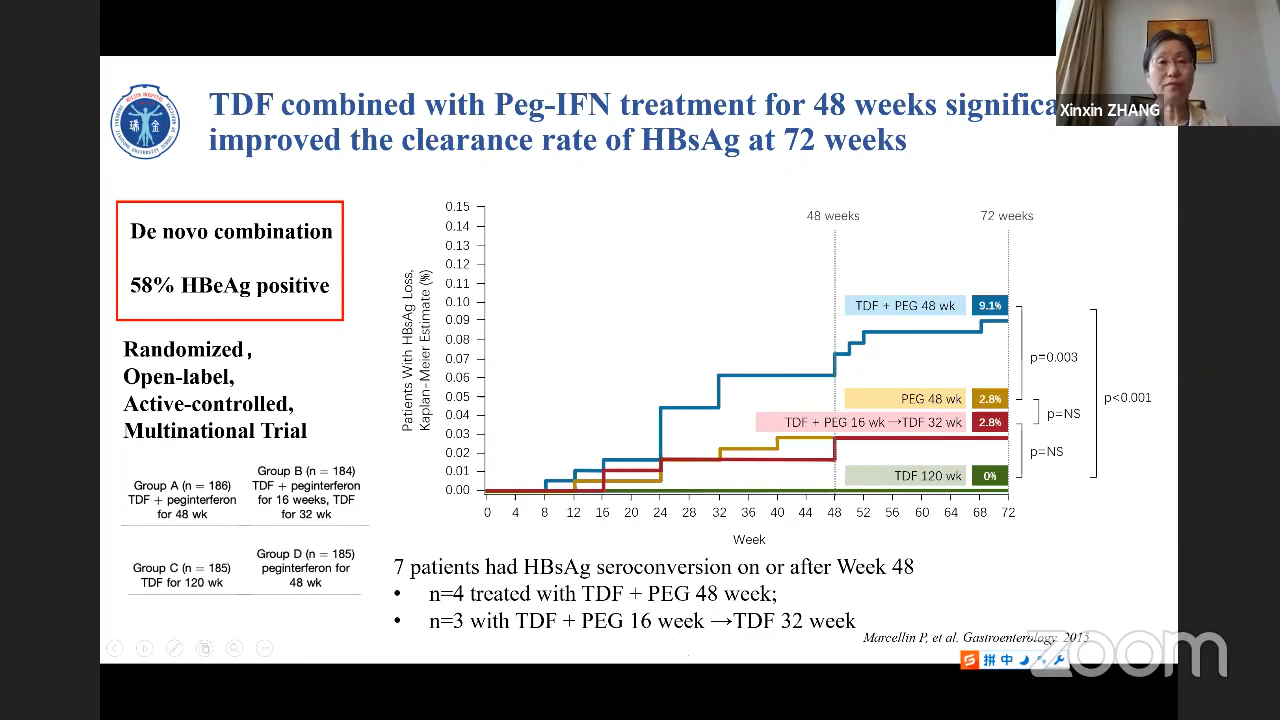 TDF combined with Peg-IFN treatment for 48 weeks significa
improved the clearance rate of HBsAg at 72 weeks
Xinxin ZHANG
瑞 金
De novo combination
58% HBeAg positive
Randomized,
Open-label,
Active-controlled,
Multinational Trial
Group A (n = 186)
TDF + peginterferon
for 48 wk
Group B (n = 184)
TDF + peginterferon
for 16 weeks, TDF
for 32 wk
Group C (n = 185)
TDF for 120 wk
Group D (n = 185)
peginterferon for
48 wk
Patients With HBsAg Loss,
Kaplan-Meier Estimate (%)
0.15
0.14
0.13
0.12
0.11
0.10
0.09
0.08
0.07
0.06
0.05
0.04
0.03
0.02
0.01
0.00
48 weeks
72 weeks
TDF + PEG 48 wk 9.1%
PEG 48 wk 2.8%
TDF + PEG 16 wk →TDF 32 wk 2.8%
TDF 120 wk 0%
p=0.003
p<0.001
p=NS
p=NS
0 4 8 12 16 20 24 28 32 36 40 44 48 52 56 60 64 68 72
Week
7 patients had HBsAg seroconversion on or after Week 48
• n=4 treated with TDF + PEG 48 week;
• n=3 with TDF + PEG 16 week →TDF 32 week
Marcellin P, et al. Gastroenterology. 2015
拼 中
zoom